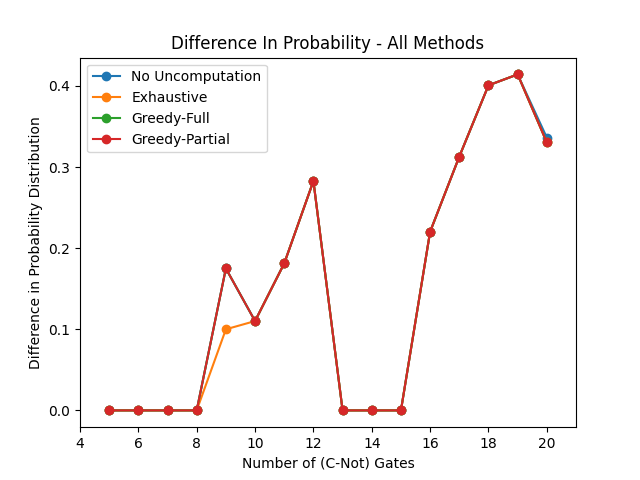 Difference In Probability - All Methods
No Uncomputation
Exhaustive
Greedy-Full
Greedy-Partial
Difference in Probability Distribution
0.4
0.3
0.2
0.1
0.0
4 6 8 10 12 14 16 18 20
Number of (C-Not) Gates